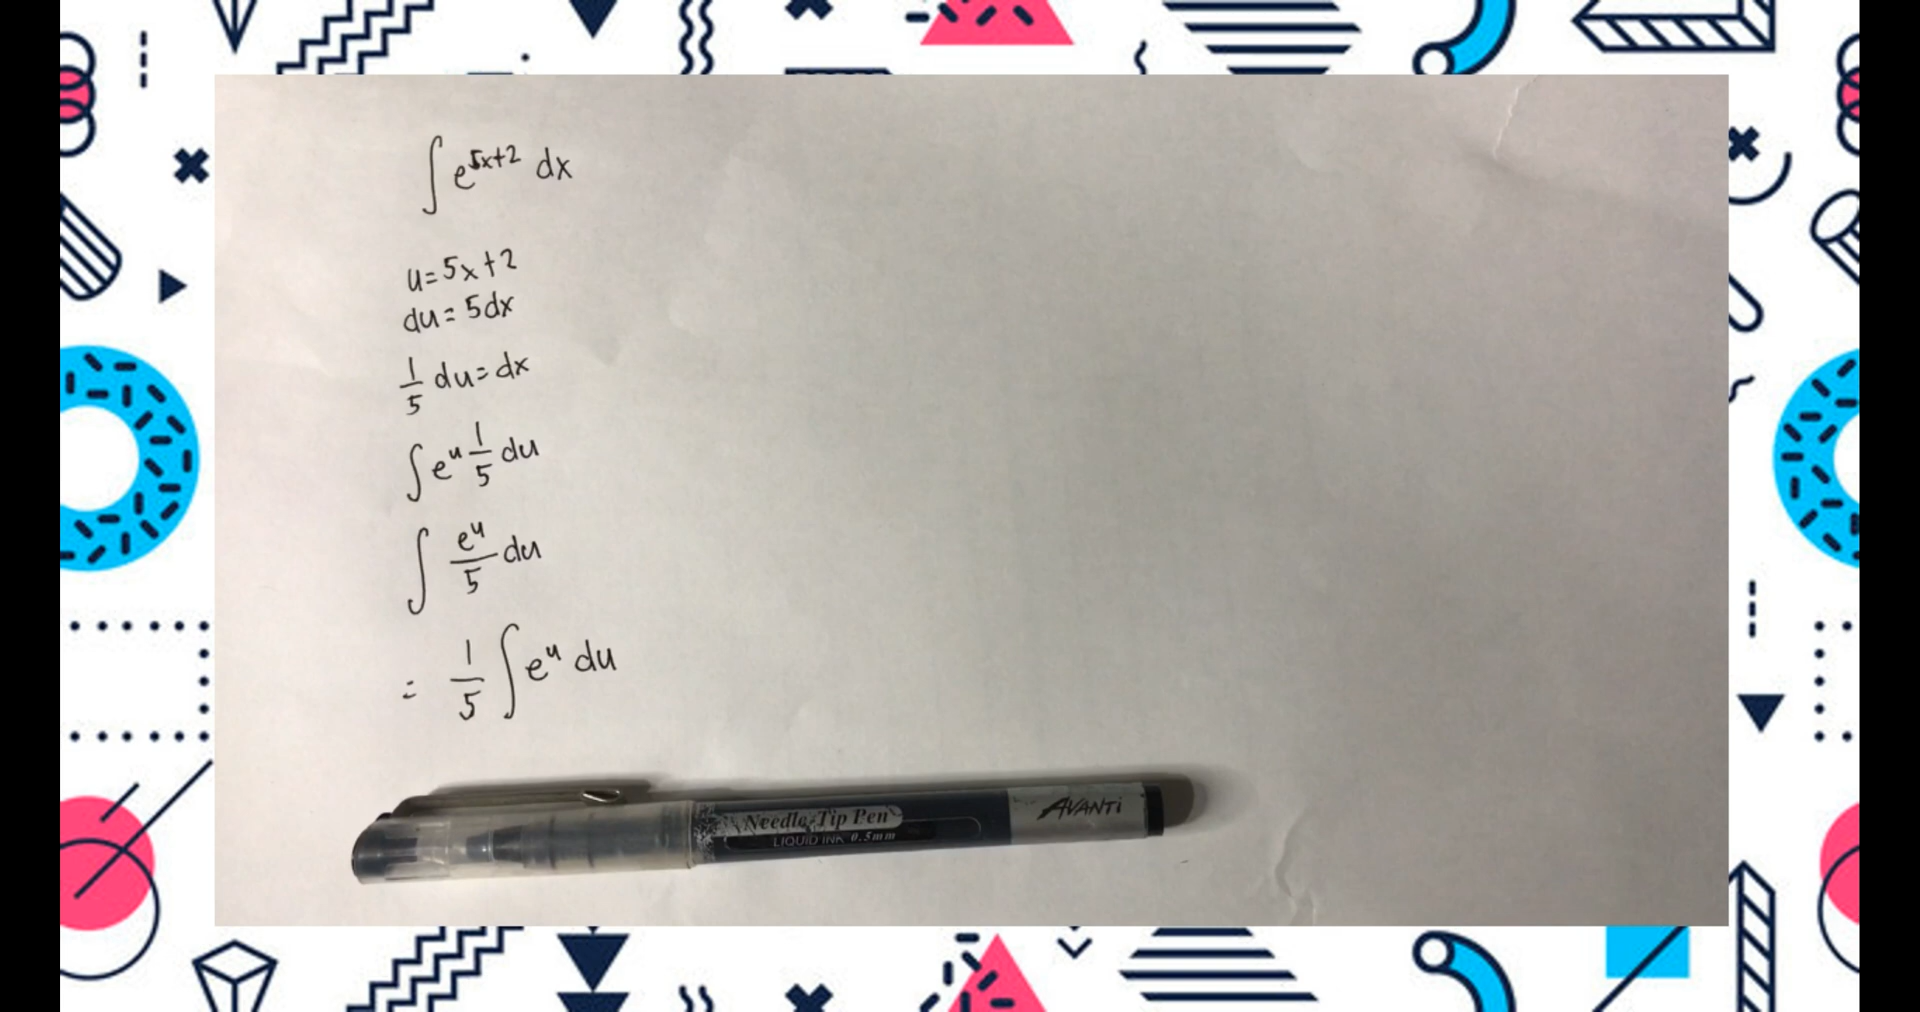 ∫ e^{5x+2} dx
u=5x+2
du=5dx
1/5 du=dx
∫e^u 1/5 du
∫ e^u/5 du
= 1/5 ∫ e^u du
Needle-Tip Pen
LIQUID INK 0.5mm
AVANTi